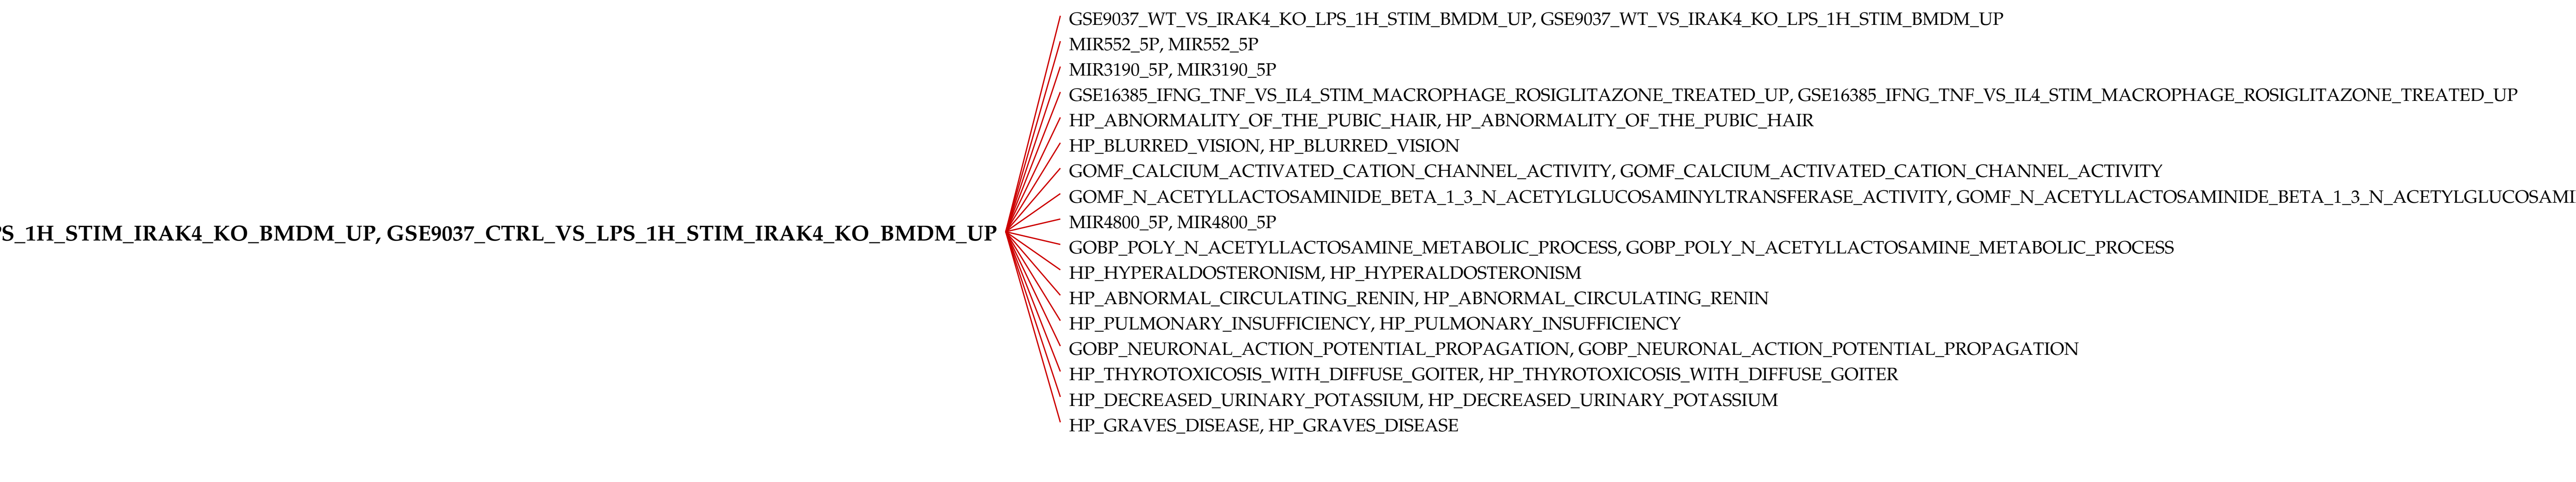 GSE9037_WT_VS_IRAK4_KO_LPS_1H_STIM_BMDM_UP, GSE9037_WT_VS_IRAK4_KO_LPS_1H_STIM_BMDM_UP
MIR552_5P, MIR552_5P
MIR3190_5P, MIR3190_5P
GSE16385_IFNG_TNF_VS_IL4_STIM_MACROPHAGE_ROSIGLITAZONE_TREATED_UP, GSE16385_IFNG_TNF_VS_IL4_STIM_MACROPHAGE_ROSIGLITAZONE_TREATED_UP
HP_ABNORMALITY_OF_THE_PUBIC_HAIR, HP_ABNORMALITY_OF_THE_PUBIC_HAIR
HP_BLURRED_VISION, HP_BLURRED_VISION
GOMF_CALCIUM_ACTIVATED_CATION_CHANNEL_ACTIVITY, GOMF_CALCIUM_ACTIVATED_CATION_CHANNEL_ACTIVITY
GOMF_N_ACETYLLACTOSAMINIDE_BETA_1_3_N_ACETYLGLUCOSAMINYLTRANSFERASE_ACTIVITY, GOMF_N_ACETYLLACTOSAMINIDE_BETA_1_3_N_ACETYLGLUCOSAMI
MIR4800_5P, MIR4800_5P
PS_1H_STIM_IRAK4_KO_BMDM_UP, GSE9037_CTRL_VS_LPS_1H_STIM_IRAK4_KO_BMDM_UP
GOBP_POLY_N_ACETYLLACTOSAMINE_METABOLIC_PROCESS, GOBP_POLY_N_ACETYLLACTOSAMINE_METABOLIC_PROCESS
HP_HYPERALDOSTERONISM, HP_HYPERALDOSTERONISM
HP_ABNORMAL_CIRCULATING_RENIN, HP_ABNORMAL_CIRCULATING_RENIN
HP_PULMONARY_INSUFFICIENCY, HP_PULMONARY_INSUFFICIENCY
GOBP_NEURONAL_ACTION_POTENTIAL_PROPAGATION, GOBP_NEURONAL_ACTION_POTENTIAL_PROPAGATION
HP_THYROTOXICOSIS_WITH_DIFFUSE_GOITER, HP_THYROTOXICOSIS_WITH_DIFFUSE_GOITER
HP_DECREASED_URINARY_POTASSIUM, HP_DECREASED_URINARY_POTASSIUM
HP_GRAVES_DISEASE, HP_GRAVES_DISEASE